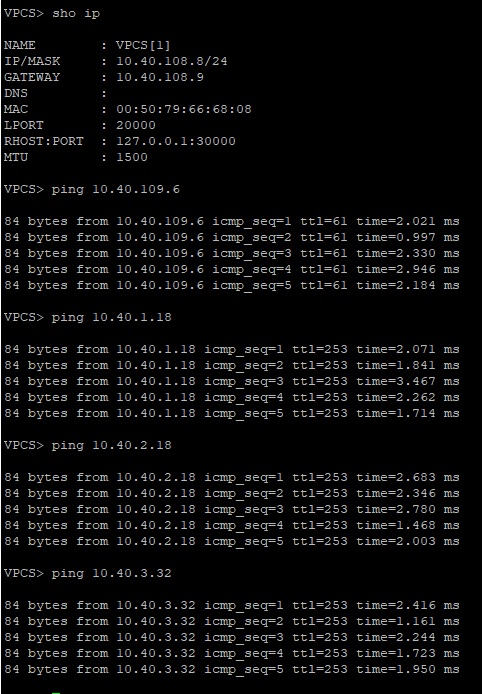 VPCS> sho ip
NAME : VPCS[1]
IP/MASK : 10.40.108.8/24
GATEWAY : 10.40.108.9
DNS :
MAC : 00:50:79:66:68:08
LPORT : 20000
RHOST:PORT : 127.0.0.1:30000
MTU : 1500
VPCS> ping 10.40.109.6
84 bytes from 10.40.109.6 icmp_seq=1 ttl=61 time=2.021 ms
84 bytes from 10.40.109.6 icmp_seq=2 ttl=61 time=0.997 ms
84 bytes from 10.40.109.6 icmp_seq=3 ttl=61 time=2.330 ms
84 bytes from 10.40.109.6 icmp_seq=4 ttl=61 time=2.946 ms
84 bytes from 10.40.109.6 icmp_seq=5 ttl=61 time=2.184 ms
VPCS> ping 10.40.1.18
84 bytes from 10.40.1.18 icmp_seq=1 ttl=253 time=2.071 ms
84 bytes from 10.40.1.18 icmp_seq=2 ttl=253 time=1.841 ms
84 bytes from 10.40.1.18 icmp_seq=3 ttl=253 time=3.467 ms
84 bytes from 10.40.1.18 icmp_seq=4 ttl=253 time=2.262 ms
84 bytes from 10.40.1.18 icmp_seq=5 ttl=253 time=1.714 ms
VPCS> ping 10.40.2.18
84 bytes from 10.40.2.18 icmp_seq=1 ttl=253 time=2.683 ms
84 bytes from 10.40.2.18 icmp_seq=2 ttl=253 time=2.346 ms
84 bytes from 10.40.2.18 icmp_seq=3 ttl=253 time=2.780 ms
84 bytes from 10.40.2.18 icmp_seq=4 ttl=253 time=1.468 ms
84 bytes from 10.40.2.18 icmp_seq=5 ttl=253 time=2.003 ms
VPCS> ping 10.40.3.32
84 bytes from 10.40.3.32 icmp_seq=1 ttl=253 time=2.416 ms
84 bytes from 10.40.3.32 icmp_seq=2 ttl=253 time=1.161 ms
84 bytes from 10.40.3.32 icmp_seq=3 ttl=253 time=2.244 ms
84 bytes from 10.40.3.32 icmp_seq=4 ttl=253 time=1.723 ms
84 bytes from 10.40.3.32 icmp_seq=5 ttl=253 time=1.950 ms